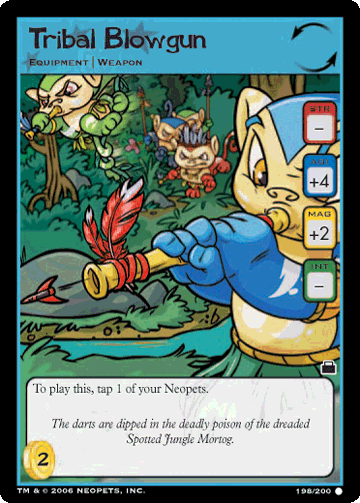 Tribal Blowgun
EQUIPMENT | WEAPON
STR
–
AGI
+4
MAG
+2
INT
–
To play this, tap 1 of your Neopets.
The darts are dipped in the deadly poison of the dreaded
Spotted Jungle Mortog.
2
TM & © 2006 NEOPETS, INC.
198/200